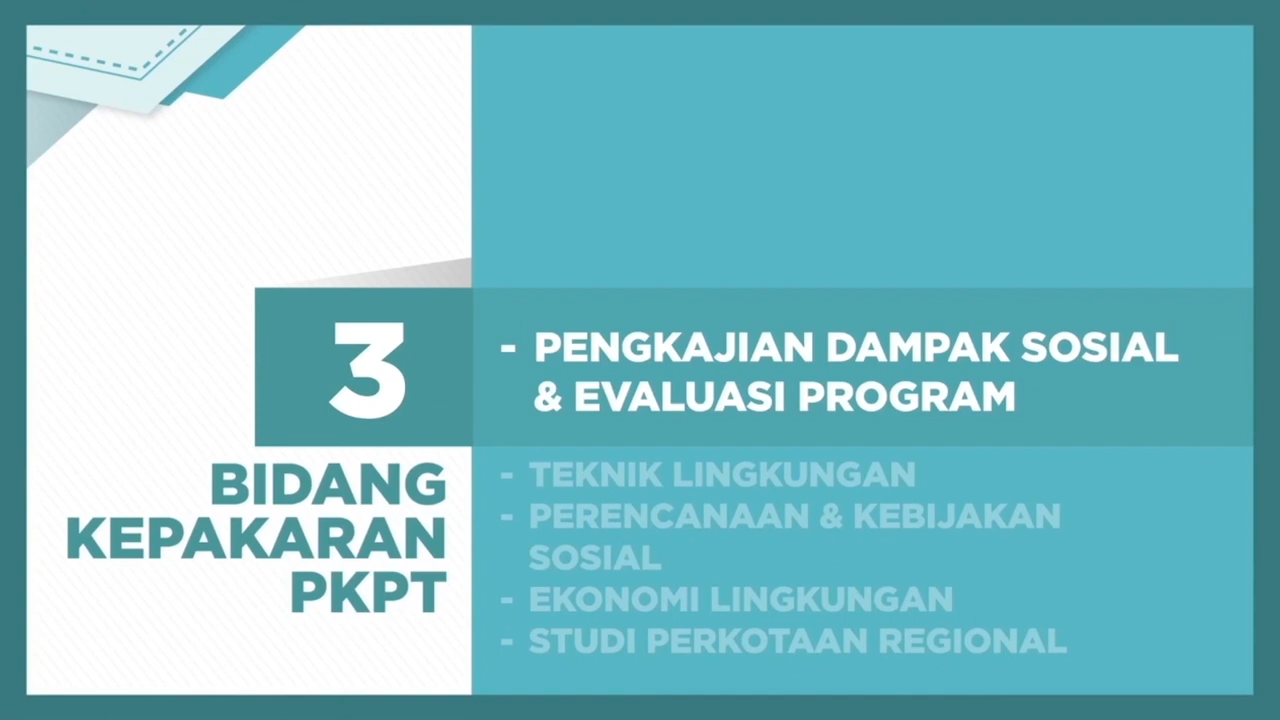 3
BIDANG
KEPAKARAN
PKPT
- PENGKAJIAN DAMPAK SOSIAL
& EVALUASI PROGRAM
- TEKNIK LINGKUNGAN
- PERENCANAAN & KEBIJAKAN
SOSIAL
- EKONOMI LINGKUNGAN
- STUDI PERKOTAAN REGIONAL